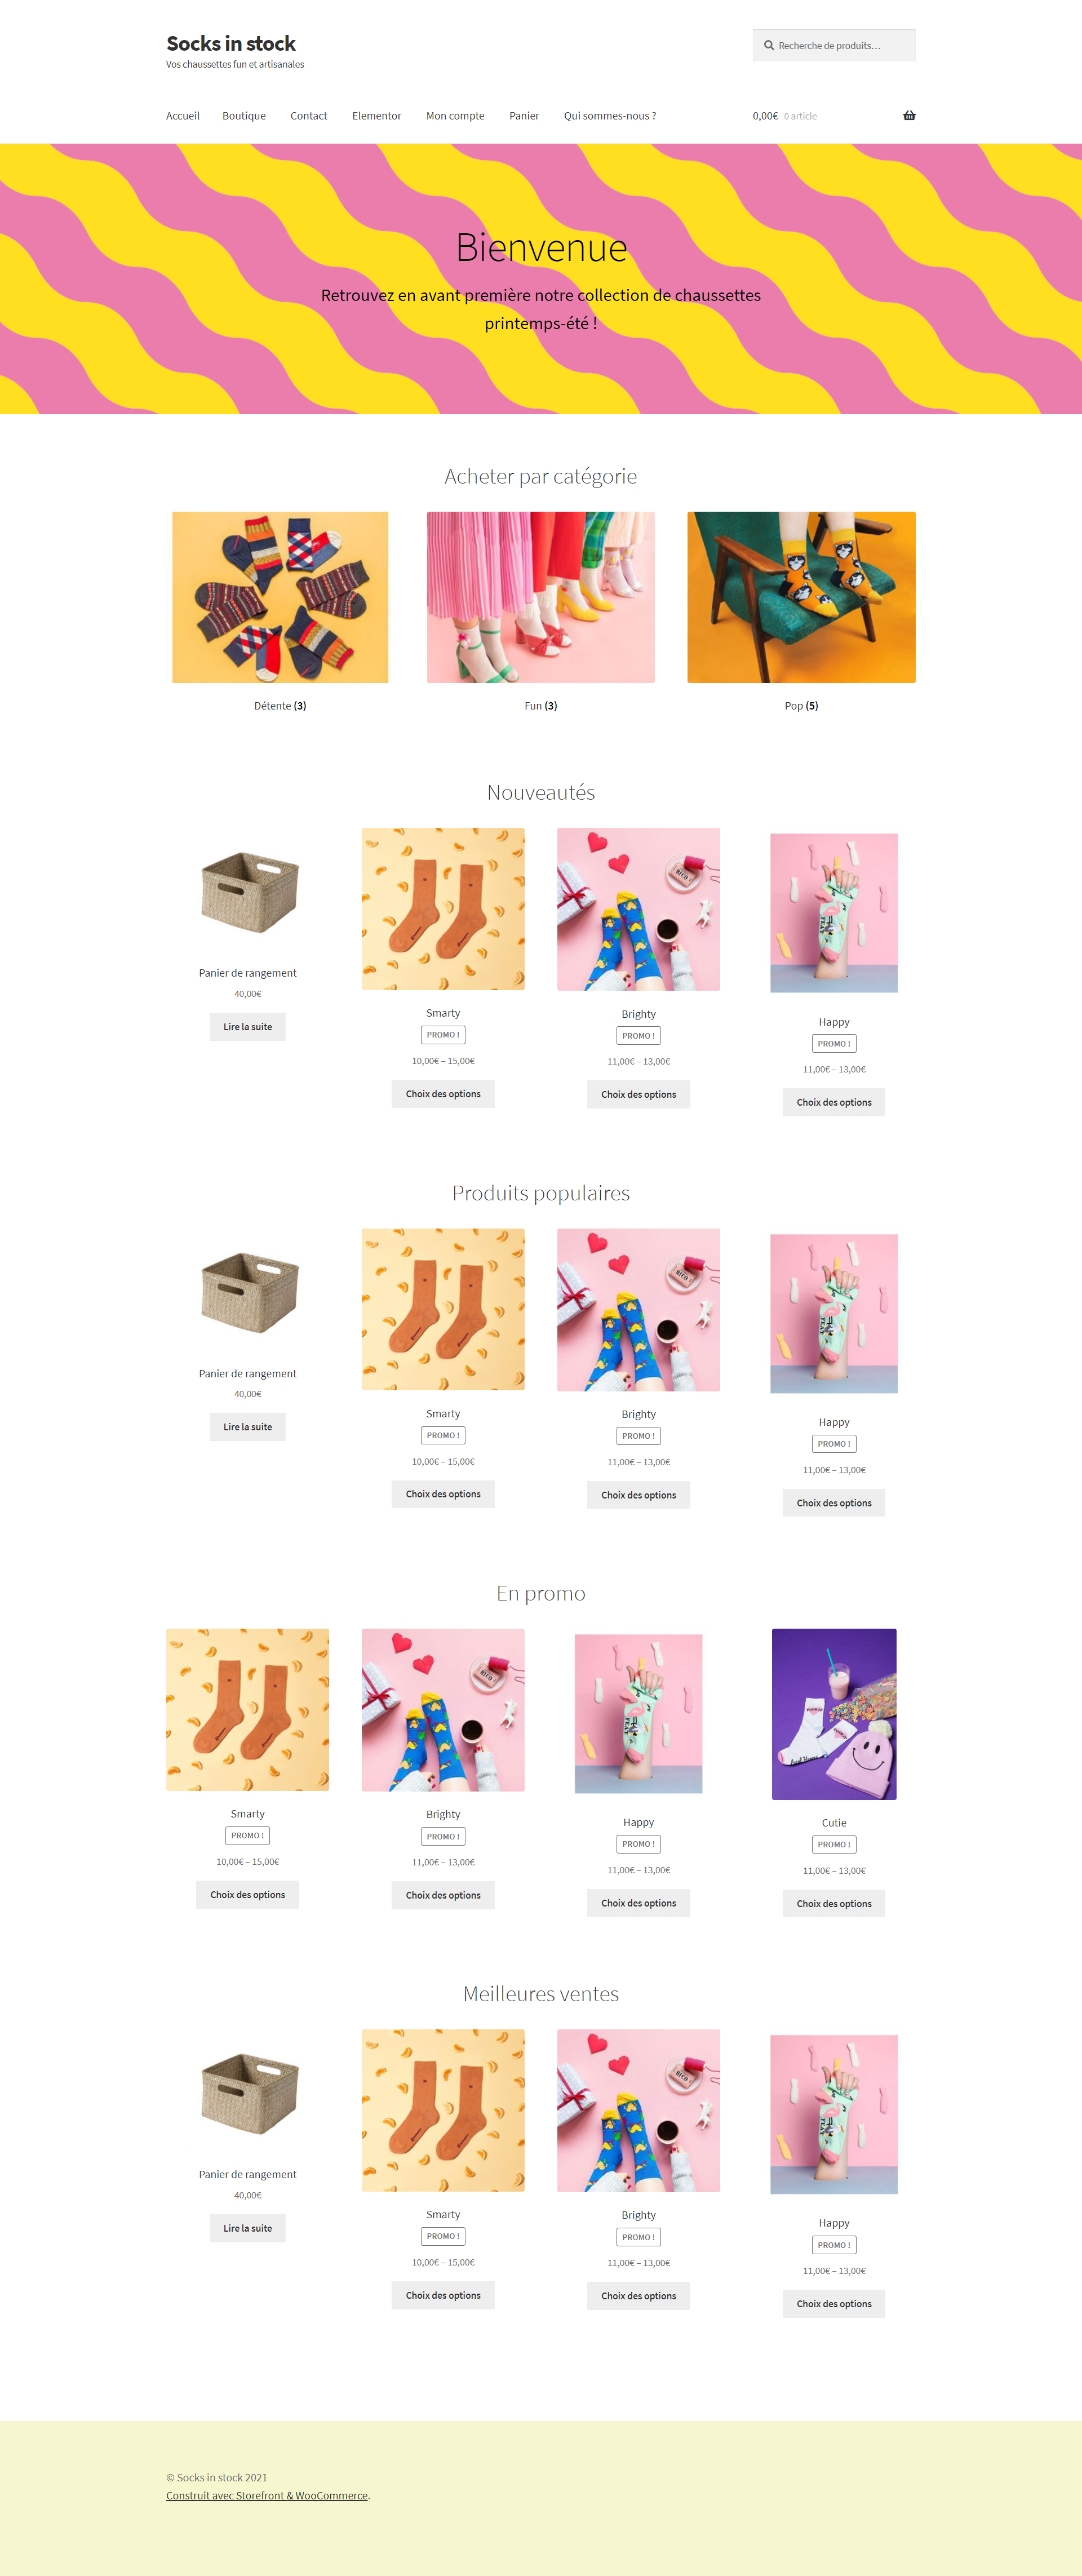 Socks in stock
Vos chaussettes fun et artisanales
Recherche de produits…
Accueil Boutique Contact Elementor Mon compte Panier Qui sommes-nous ? 0,00€ 0 article
Bienvenue
Retrouvez en avant première notre collection de chaussettes
printemps-été !
Acheter par catégorie
Détente (3) Fun (3) Pop (5)
Nouveautés
Panier de rangement
40,00€
Lire la suite
Smarty
PROMO !
10,00€ – 15,00€
Choix des options
Brighty
PROMO !
11,00€ – 13,00€
Choix des options
Happy
PROMO !
11,00€ – 13,00€
Choix des options
Produits populaires
Panier de rangement
40,00€
Lire la suite
Smarty
PROMO !
10,00€ – 15,00€
Choix des options
Brighty
PROMO !
11,00€ – 13,00€
Choix des options
Happy
PROMO !
11,00€ – 13,00€
Choix des options
En promo
Smarty
PROMO !
10,00€ – 15,00€
Choix des options
Brighty
PROMO !
11,00€ – 13,00€
Choix des options
Happy
PROMO !
11,00€ – 13,00€
Choix des options
Cutie
PROMO !
11,00€ – 13,00€
Choix des options
Meilleures ventes
Panier de rangement
40,00€
Lire la suite
Smarty
PROMO !
10,00€ – 15,00€
Choix des options
Brighty
PROMO !
11,00€ – 13,00€
Choix des options
Happy
PROMO !
11,00€ – 13,00€
Choix des options
© Socks in stock 2021
Construit avec Storefront & WooCommerce.